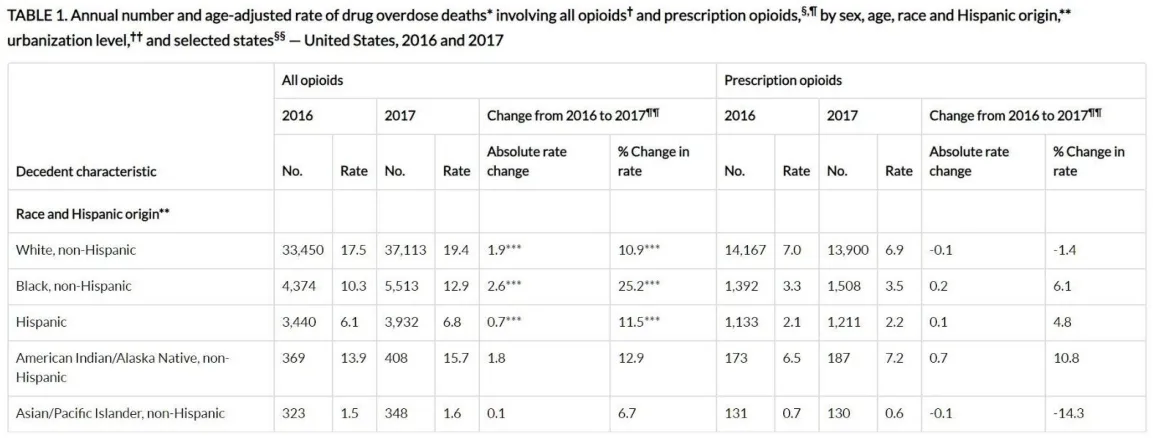 TABLE 1. Annual number and age-adjusted rate of drug overdose deaths* involving all opioids† and prescription opioids,§,¶ by sex, age, race and Hispanic origin,**
urbanization level,†† and selected states§§ — United States, 2016 and 2017
All opioids Prescription opioids
2016 2017 Change from 2016 to 2017¶¶ 2016 2017 Change from 2016 to 2017¶¶
Decedent characteristic No. Rate No. Rate Absolute rate change % Change in rate No. Rate No. Rate Absolute rate change % Change in rate
Race and Hispanic origin**
White, non-Hispanic 33,450 17.5 37,113 19.4 1.9*** 10.9*** 14,167 7.0 13,900 6.9 -0.1 -1.4
Black, non-Hispanic 4,374 10.3 5,513 12.9 2.6*** 25.2*** 1,392 3.3 1,508 3.5 0.2 6.1
Hispanic 3,440 6.1 3,932 6.8 0.7*** 11.5*** 1,133 2.1 1,211 2.2 0.1 4.8
American Indian/Alaska Native, non-Hispanic 369 13.9 408 15.7 1.8 12.9 173 6.5 187 7.2 0.7 10.8
Asian/Pacific Islander, non-Hispanic 323 1.5 348 1.6 0.1 6.7 131 0.7 130 0.6 -0.1 -14.3